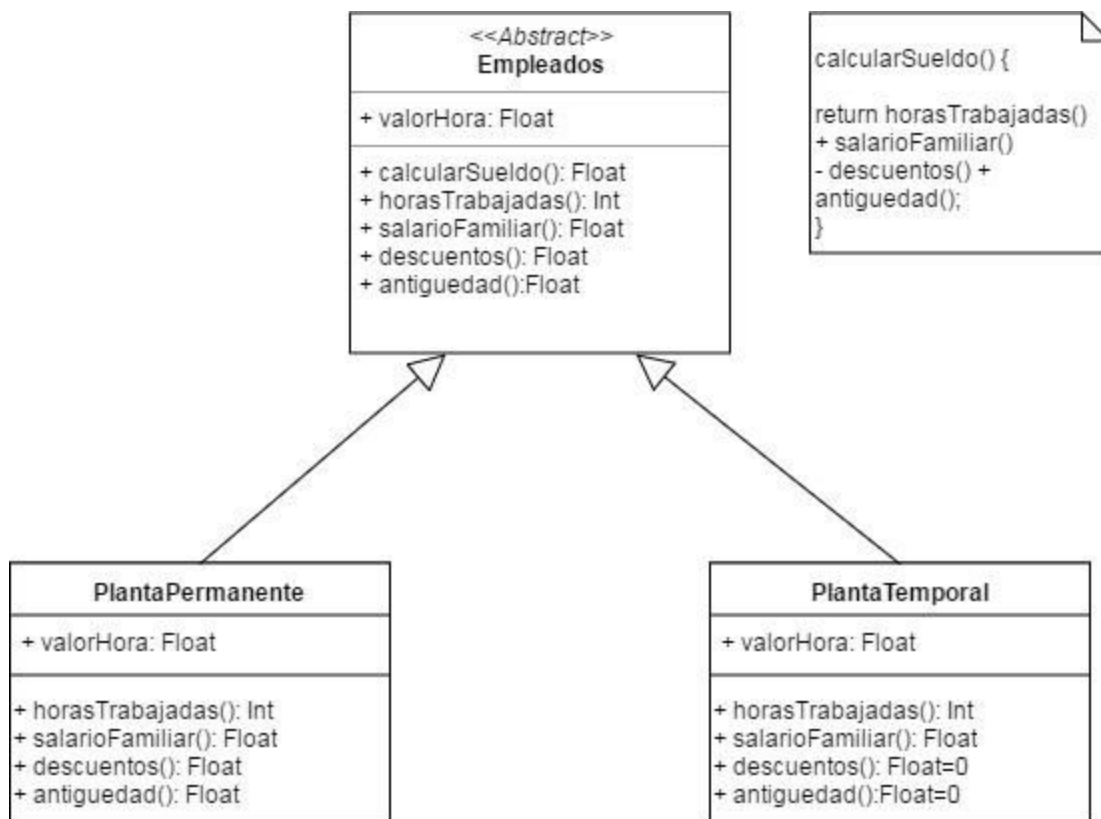 <<Abstract>>
Empleados
+ valorHora: Float
+ calcularSueldo(): Float
+ horasTrabajadas(): Int
+ salarioFamiliar(): Float
+ descuentos(): Float
+ antiguedad():Float
calcularSueldo() {
return horasTrabajadas()
+ salarioFamiliar()
- descuentos() +
antiguedad();
}
PlantaPermanente
+ valorHora: Float
+ horasTrabajadas(): Int
+ salarioFamiliar(): Float
+ descuentos(): Float
+ antiguedad(): Float
PlantaTemporal
+ valorHora: Float
+ horasTrabajadas(): Int
+ salarioFamiliar(): Float
+ descuentos(): Float=0
+ antiguedad():Float=0